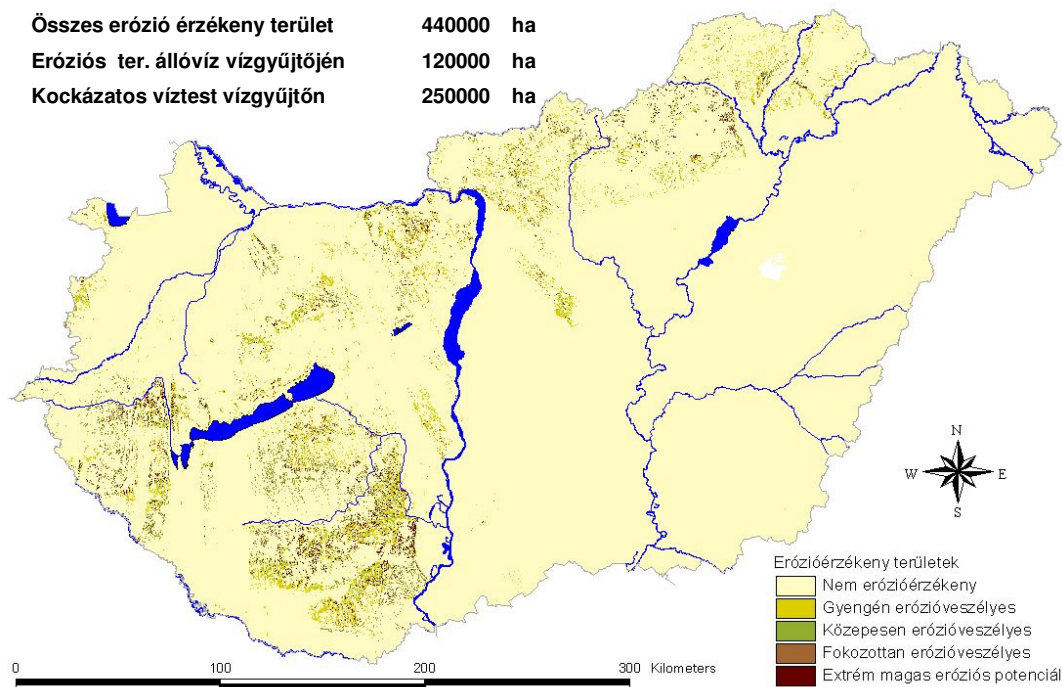 Összes erózió érzékeny terület 440000 ha
Eróziós ter. állóvíz vízgyűjtőjén 120000 ha
Kockázatos víztest vízgyűjtőn 250000 ha
N
W E
S
Erózióérzékeny területek
Nem erózióérzékeny
Gyengén erózióveszélyes
Közepesen erózióveszélyes
Fokozottan erózióveszélyes
Extrém magas eróziós potenciál
0 100 200 300 Kilometers